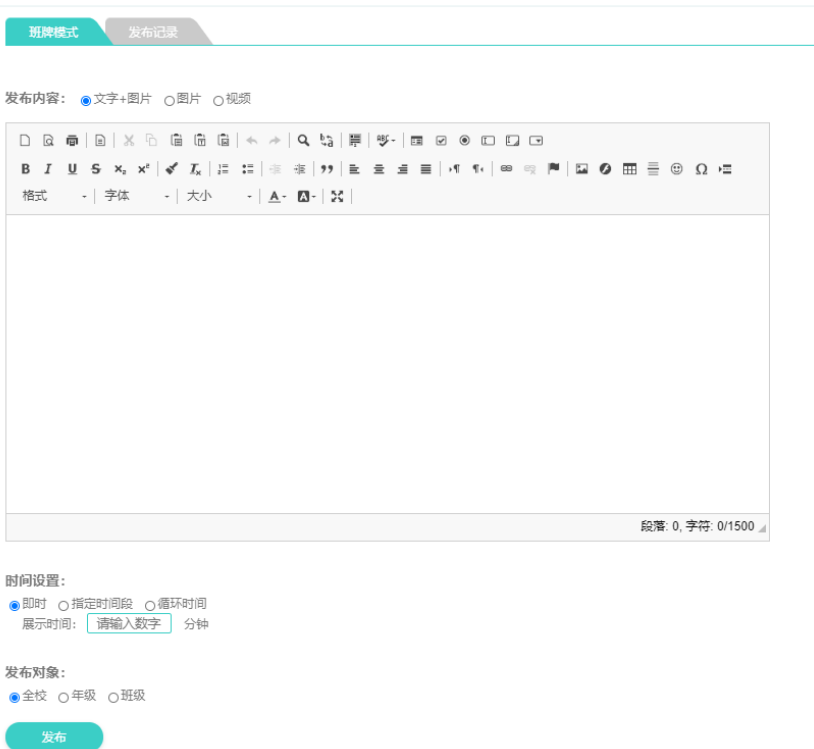 班牌模式 发布记录
发布内容： 文字+图片 图片 视频
B I U S x₂ x² Tx
格式 字体 大小 A A
段落: 0, 字符: 0/1500
时间设置：
即时 指定时间段 循环时间
展示时间： 请输入数字 分钟
发布对象：
全校 年级 班级
发布